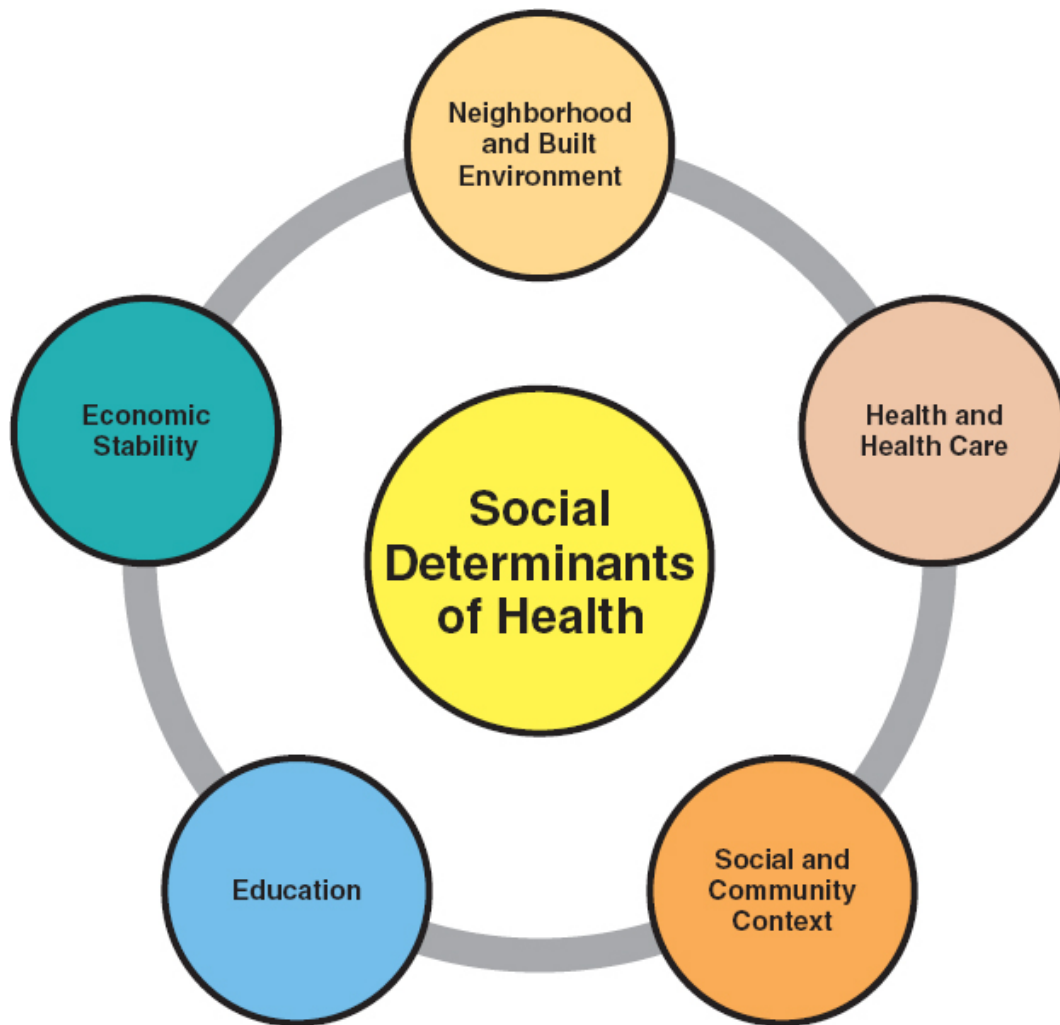 Neighborhood
and Built
Environment
Economic
Stability
Health and
Health Care
Social
Determinants
of Health
Education
Social and
Community
Context